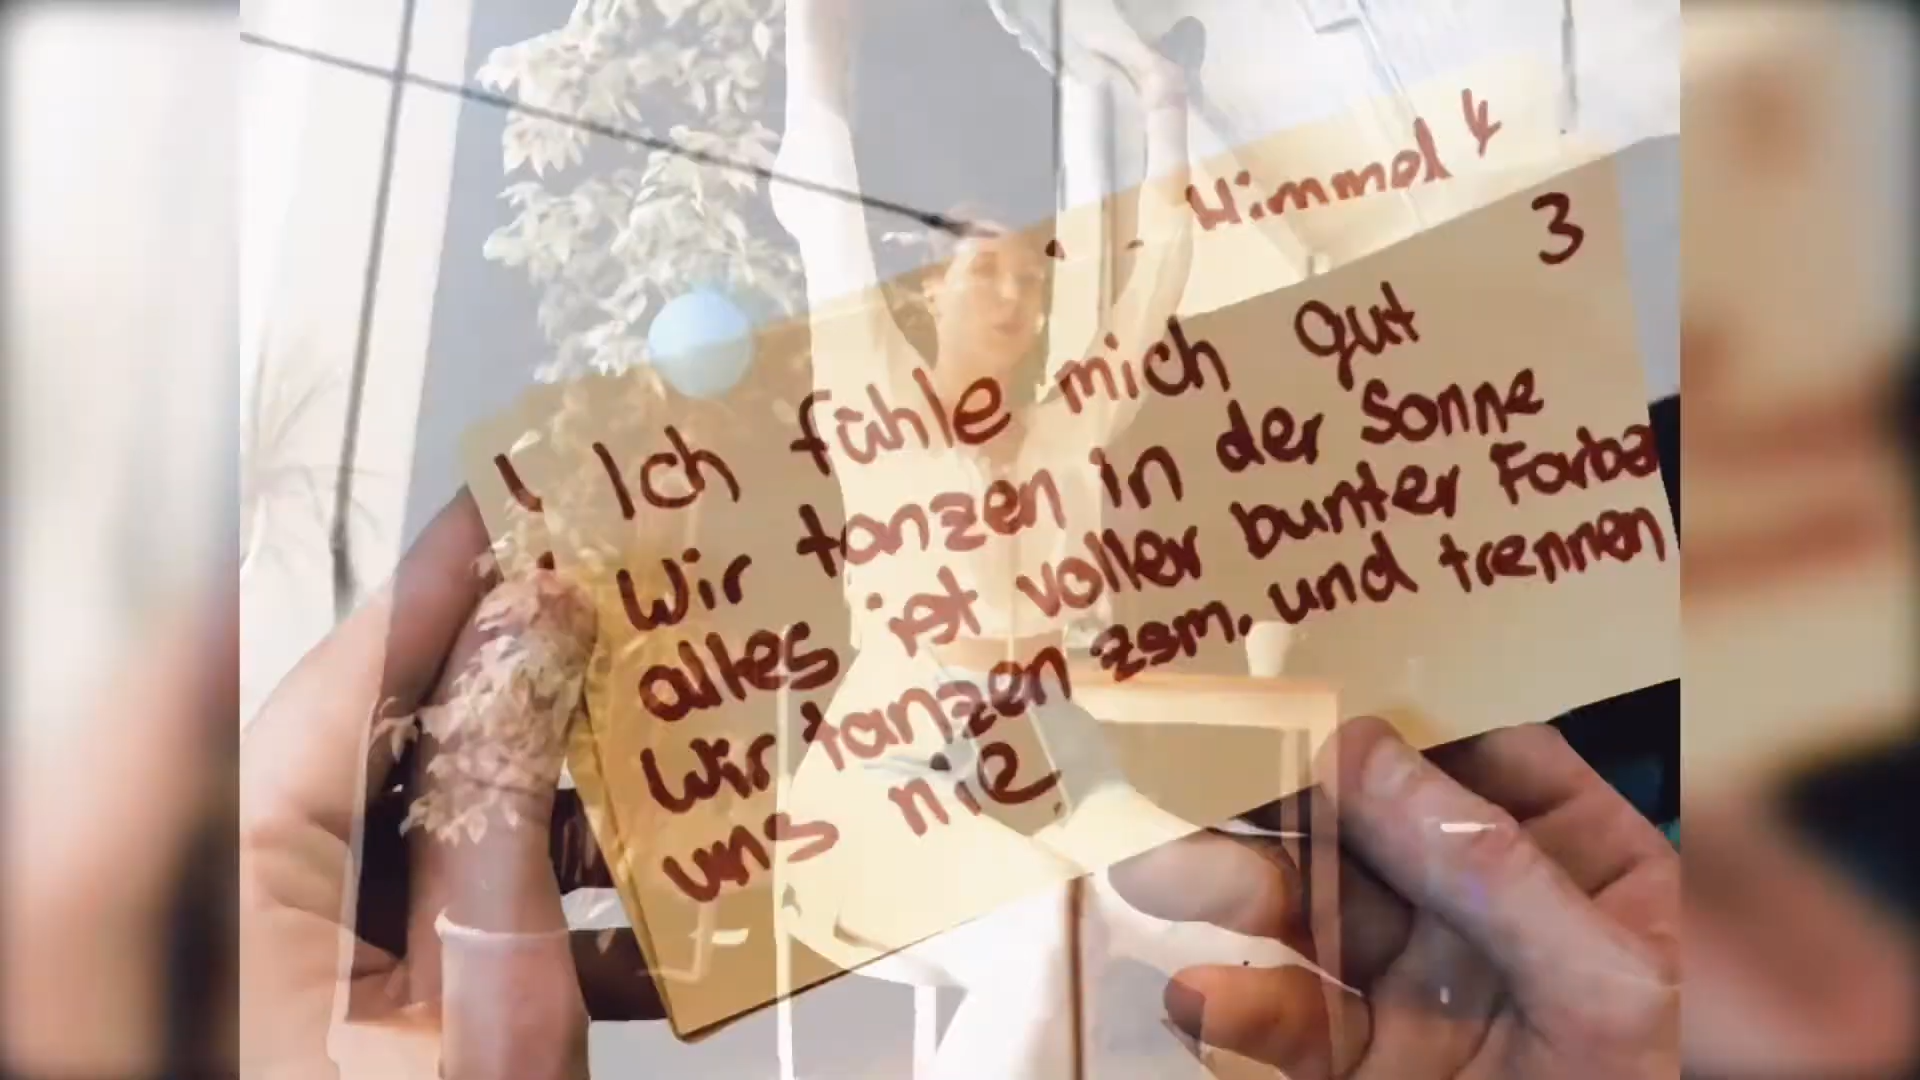 Himmel 4
3
Ich fühle mich gut
Wir tanzen in der Sonne
alles ist voller bunter Farben
Wir tanzen zsm. und trennen
uns nie